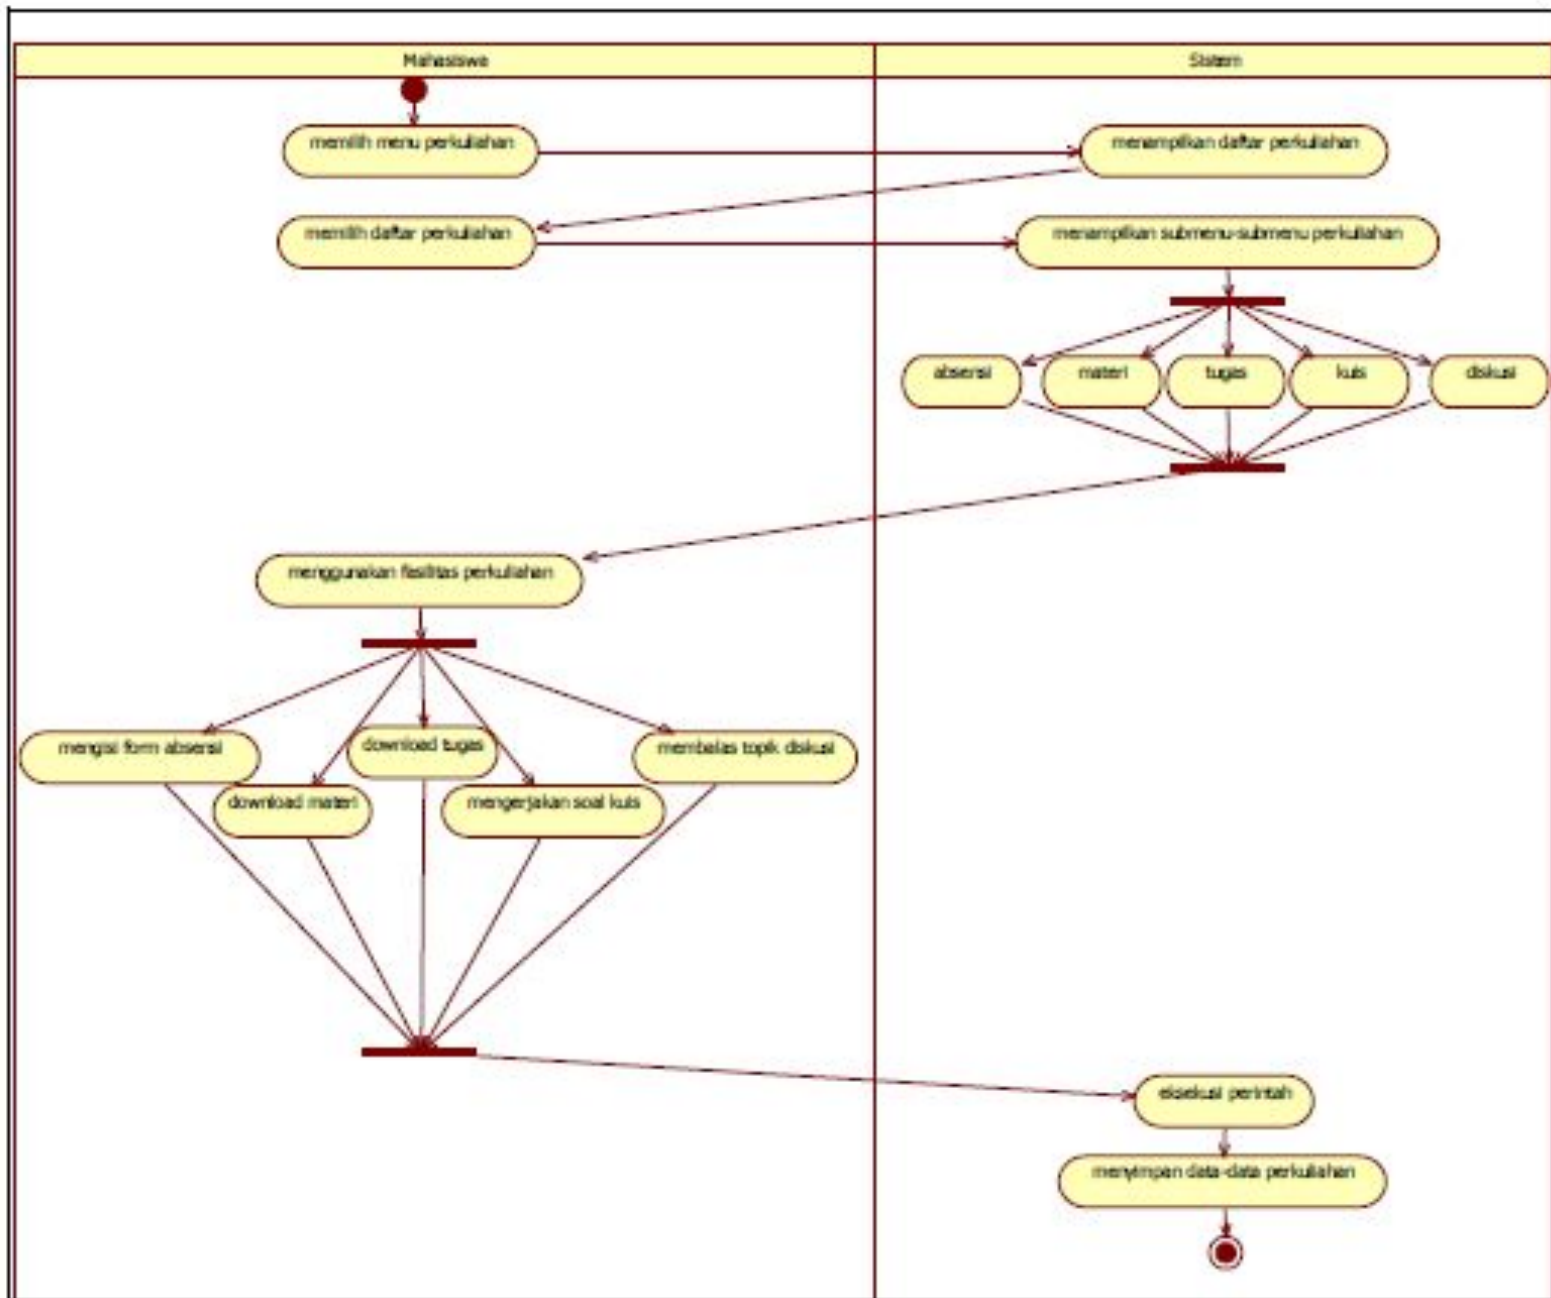 Mahasiswa
Sistem
memilih menu perkuliahan
menampilkan daftar perkuliahan
memilih daftar perkuliahan
menampilkan submenu-submenu perkuliahan
absensi
materi
tugas
kuis
diskusi
menggunakan fasilitas perkuliahan
mengisi form absensi
download tugas
membalas topik diskusi
download materi
mengerjakan soal kuis
eksekusi perintah
menyimpan data-data perkuliahan